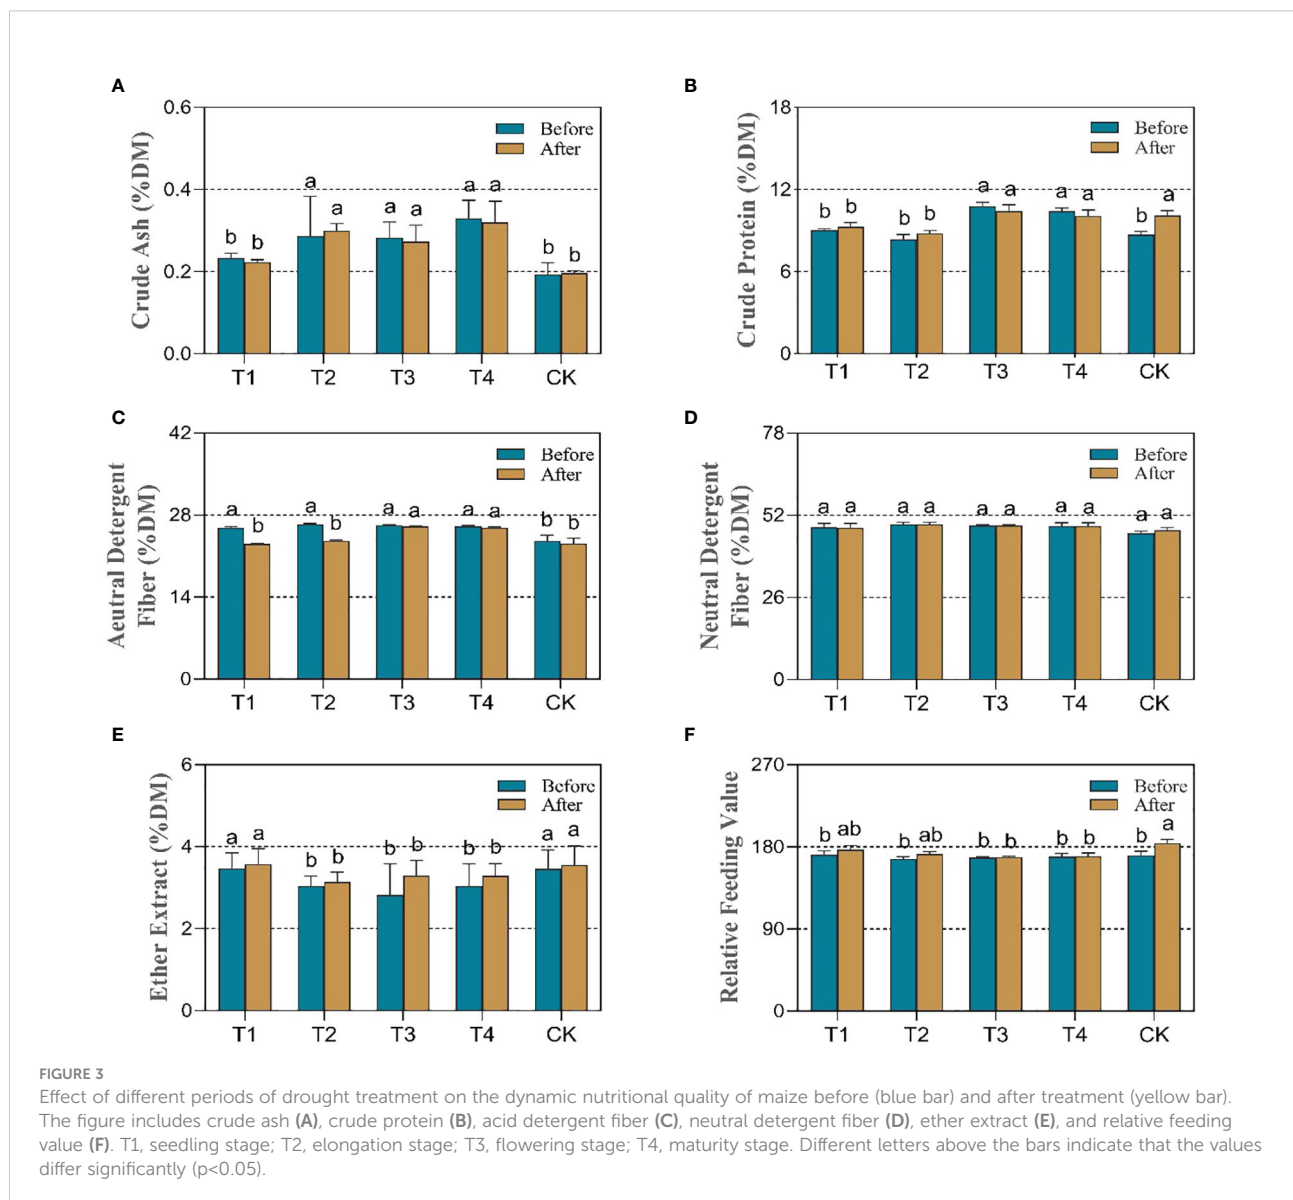 A
0.6
0.4
0.2
0.0
Crude Ash (%DM)
Before
After
b b a a a a a a b b
T1 T2 T3 T4 CK
B
18
12
6
0
Crude Protein (%DM)
Before
After
b b b b a a a a b a
T1 T2 T3 T4 CK
C
42
28
14
0
Aeutral Detergent
Fiber (%DM)
Before
After
a b a b a a a a b b
T1 T2 T3 T4 CK
D
78
52
26
0
Neutral Detergent
Fiber (%DM)
Before
After
a a a a a a a a a a
T1 T2 T3 T4 CK
E
6
4
2
0
Ether Extract (%DM)
Before
After
a a b b b b b b a a
T1 T2 T3 T4 CK
F
270
180
90
0
Relative Feeding Value
Before
After
b ab b ab b b b b b a
T1 T2 T3 T4 CK
FIGURE 3
Effect of different periods of drought treatment on the dynamic nutritional quality of maize before (blue bar) and after treatment (yellow bar).
The figure includes crude ash (A), crude protein (B), acid detergent fiber (C), neutral detergent fiber (D), ether extract (E), and relative feeding
value (F). T1, seedling stage; T2, elongation stage; T3, flowering stage; T4, maturity stage. Different letters above the bars indicate that the values
differ significantly (p<0.05).